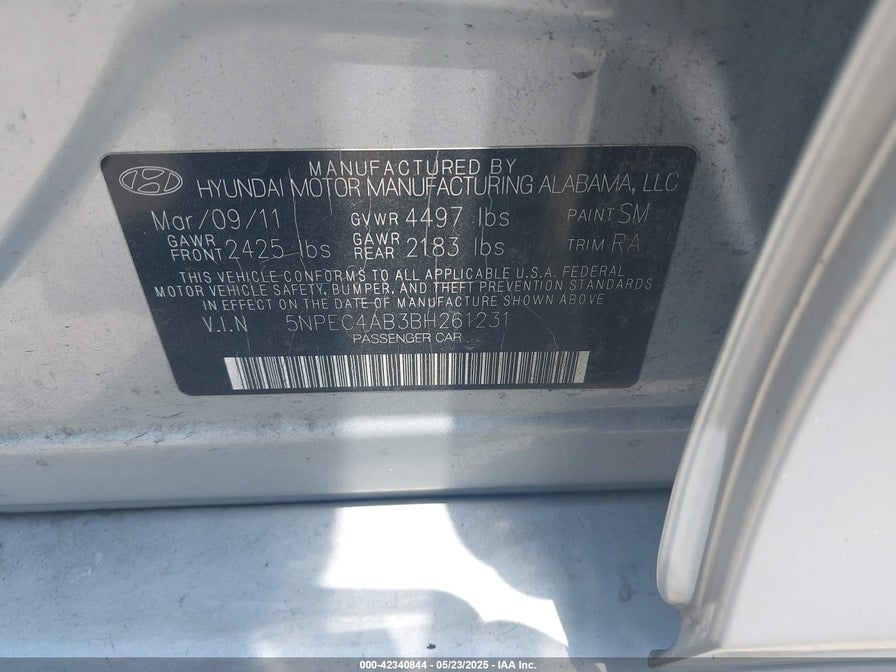 MANUFACTURED BY
HYUNDAI MOTOR MANUFACTURING ALABAMA, LLC
Mar/09/11 GVWR 4497 lbs PAINT SM
GAWR FRONT 2425 lbs GAWR REAR 2183 lbs TRIM RA
THIS VEHICLE CONFORMS TO ALL APPLICABLE U.S.A. FEDERAL
MOTOR VEHICLE SAFETY, BUMPER, AND THEFT PREVENTION STANDARDS
IN EFFECT ON THE DATE OF MANUFACTURE SHOWN ABOVE
V.I.N 5NPEC4AB3BH261231
PASSENGER CAR
000-42340844 - 05/23/2025 - IAA Inc.